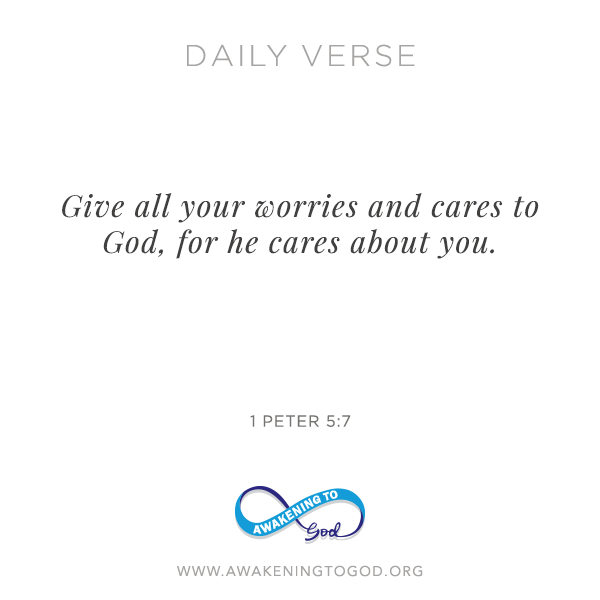 DAILY VERSE
Give all your worries and cares to
God, for he cares about you.
1 PETER 5:7
AWAKENING TO
God
WWW.AWAKENINGTOGOD.ORG